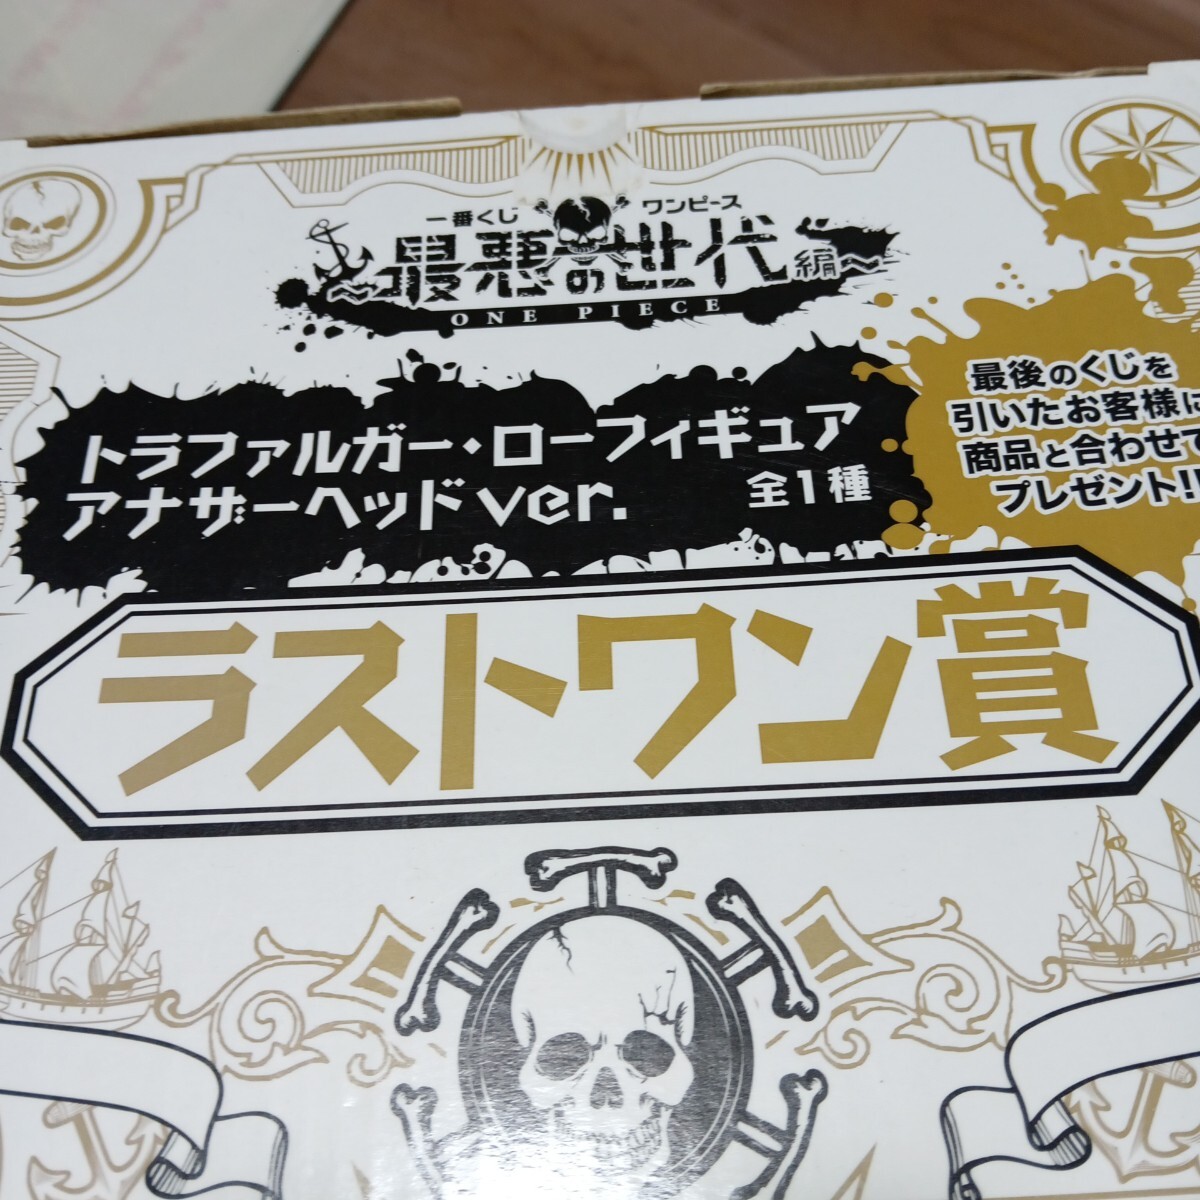 一番くじ ワンピース
～最悪の世代編～
ONE PIECE
トラファルガー・ローフィギュア
アナザーヘッドver. 全1種
最後のくじを
引いたお客様に
商品と合わせて
プレゼント!!
ラストワン賞